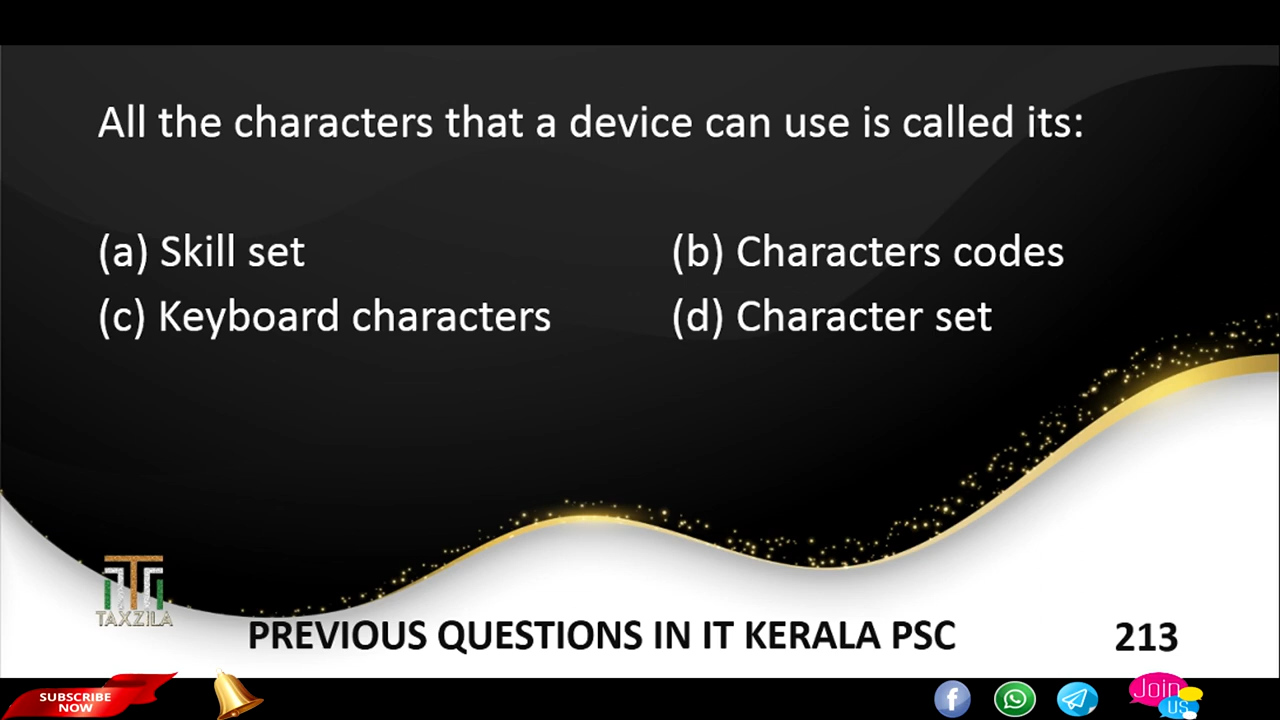 All the characters that a device can use is called its:
(a) Skill set (b) Characters codes
(c) Keyboard characters (d) Character set
TAXZILA
PREVIOUS QUESTIONS IN IT KERALA PSC 213
SUBSCRIBE
NOW
Join
us